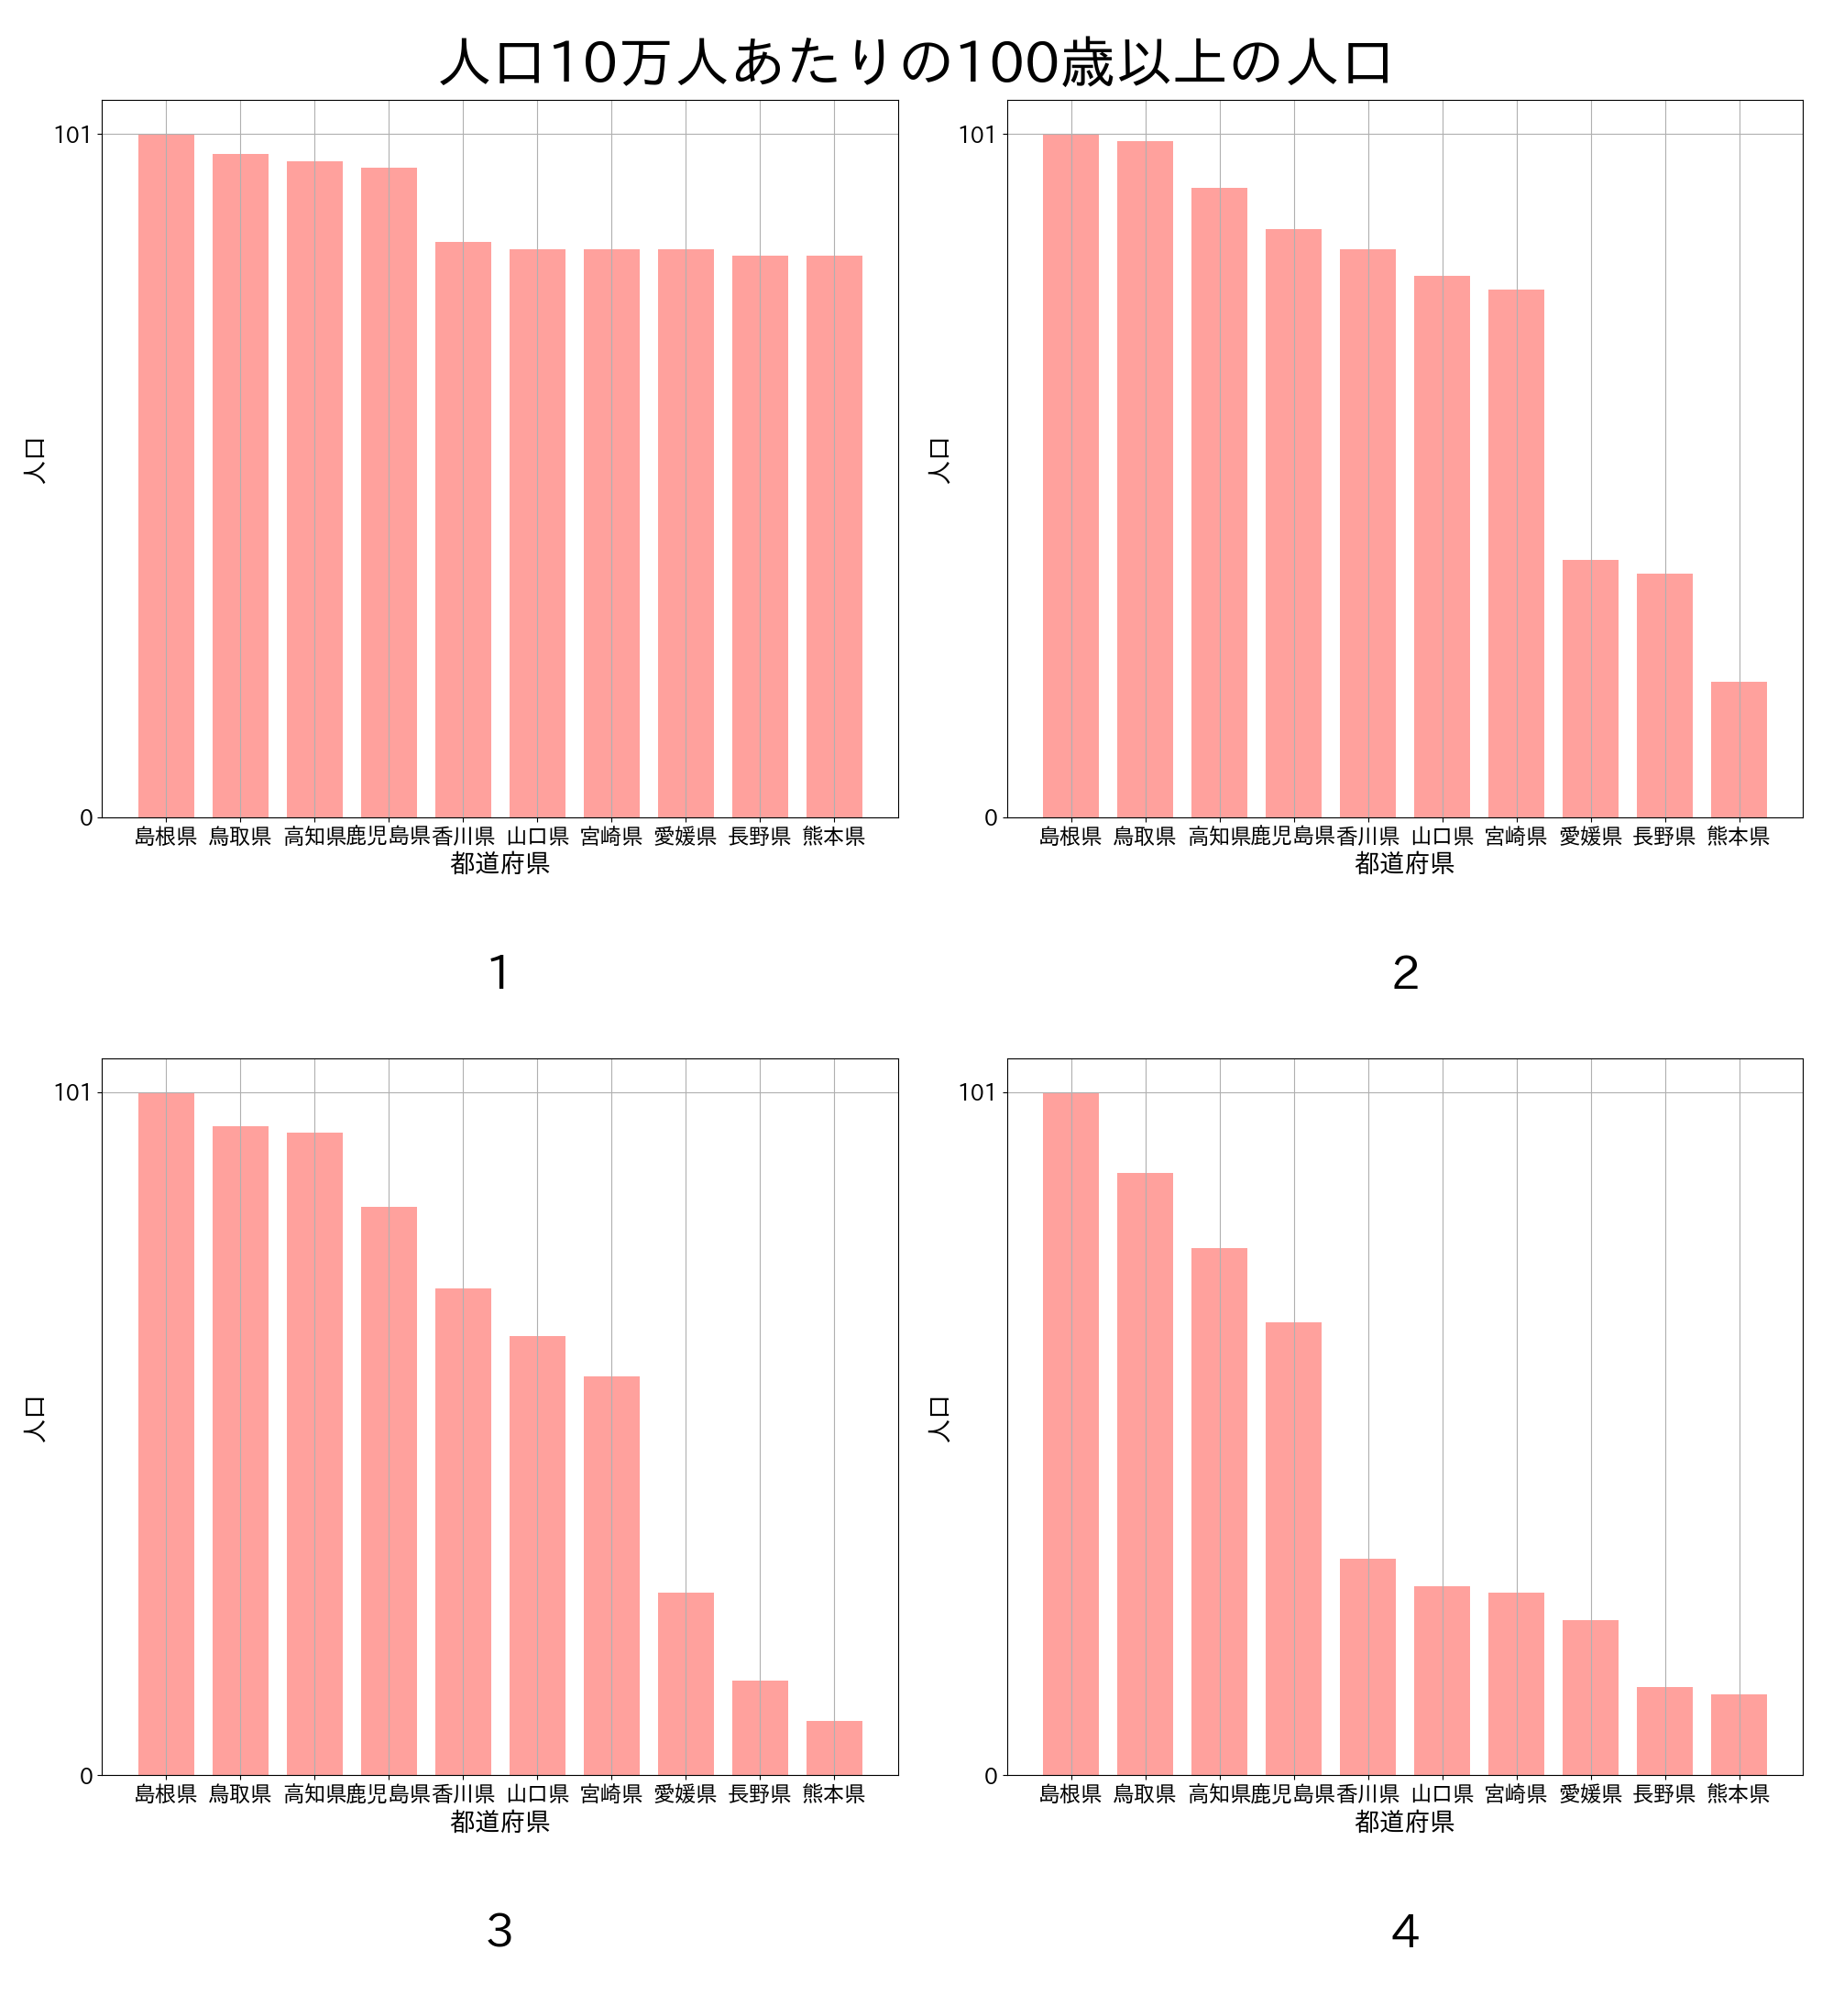 人口10万人あたりの100歳以上の人口
101
0
人口
島根県 鳥取県 高知県 鹿児島県 香川県 山口県 宮崎県 愛媛県 長野県 熊本県
都道府県
1
101
0
人口
島根県 鳥取県 高知県 鹿児島県 香川県 山口県 宮崎県 愛媛県 長野県 熊本県
都道府県
2
101
0
人口
島根県 鳥取県 高知県 鹿児島県 香川県 山口県 宮崎県 愛媛県 長野県 熊本県
都道府県
3
101
0
人口
島根県 鳥取県 高知県 鹿児島県 香川県 山口県 宮崎県 愛媛県 長野県 熊本県
都道府県
4